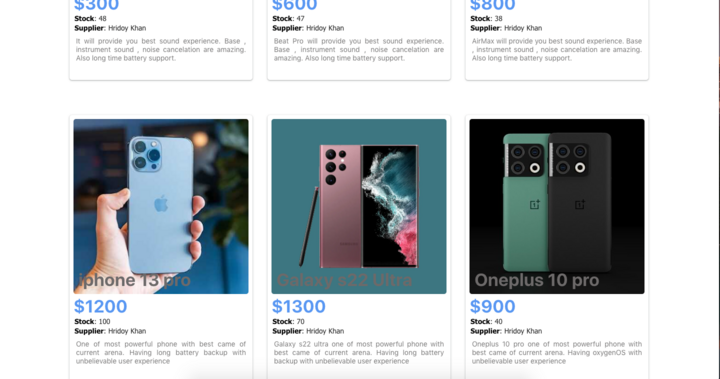 $300
Stock: 48
Supplier: Hridoy Khan
It will provide you best sound experience. Base ,
instrument sound , noise cancelation are amazing.
Also long time battery support.
$600
Stock: 47
Supplier: Hridoy Khan
Beat Pro will provide you best sound experience.
Base , instrument sound , noise cancelation are
amazing. Also long time battery support.
$800
Stock: 38
Supplier: Hridoy Khan
AirMax will provide you best sound experience. Base
, instrument sound , noise cancelation are amazing.
Also long time battery support.
iphone 13 pro
$1200
Stock: 100
Supplier: Hridoy Khan
One of most powerful phone with best came of
current arena. Having long battery backup with
unbelievable user experience
Galaxy s22 Ultra
$1300
Stock: 70
Supplier: Hridoy Khan
Galaxy s22 ultra one of most powerful phone with
best came of current arena. Having long battery
backup with unbelievable user experience
Oneplus 10 pro
$900
Stock: 40
Supplier: Hridoy Khan
Oneplus 10 pro one of most powerful phone with
best came of current arena. Having oxygenOS with
unbelievable user experience